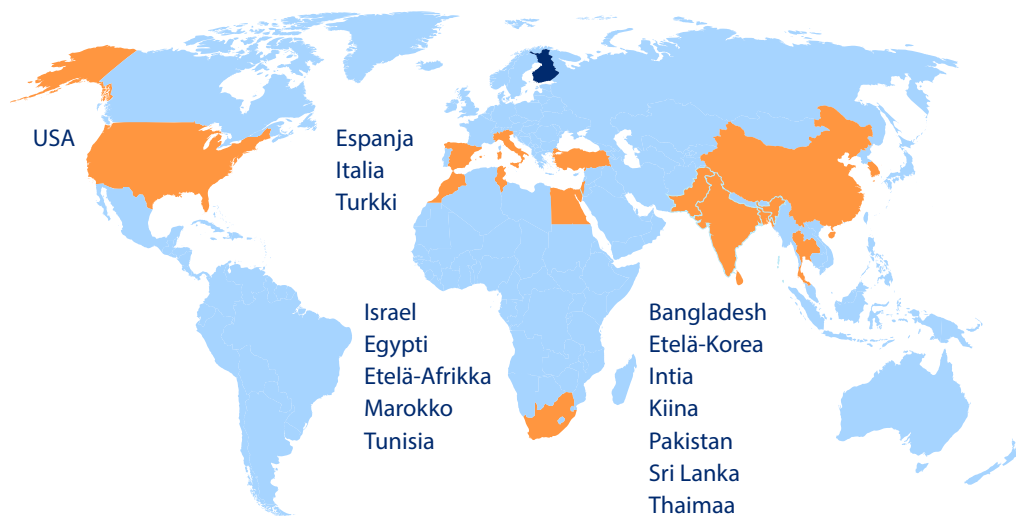 USA
Espanja
Italia
Turkki
Israel
Egypti
Etelä-Afrikka
Marokko
Tunisia
Bangladesh
Etelä-Korea
Intia
Kiina
Pakistan
Sri Lanka
Thaimaa